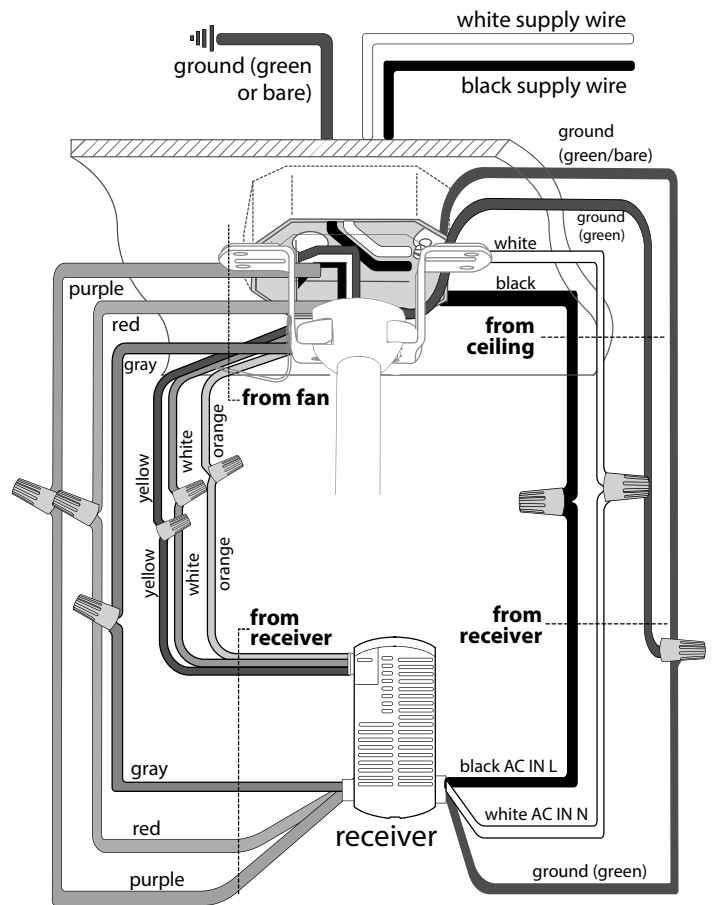 white supply wire
ground (green
or bare)
black supply wire
ground
(green/bare)
ground
(green)
white
purple
black
red
from
ceiling
gray
from fan
yellow
white
orange
yellow
white
orange
from
receiver
from
receiver
gray
black AC IN L
white AC IN N
red
receiver
purple
ground (green)